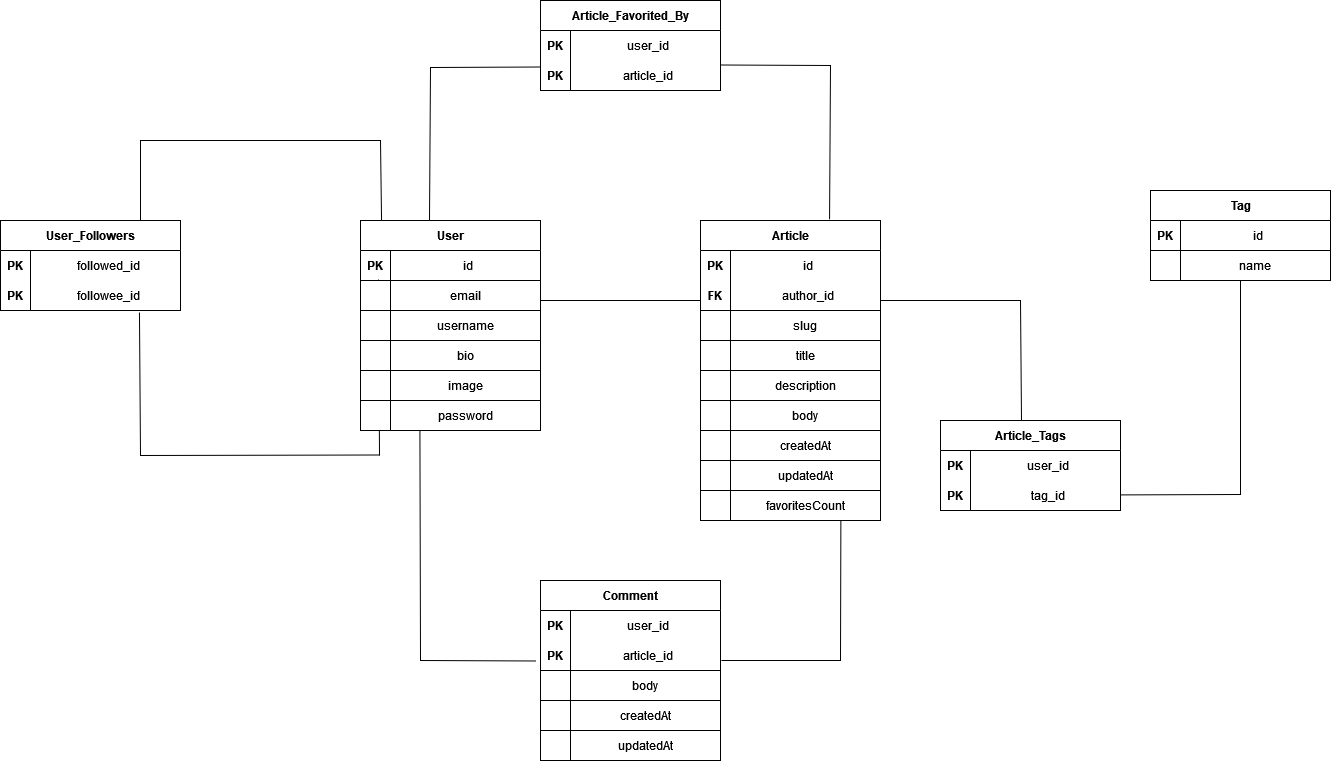 Article_Favorited_By
PK user_id
PK article_id
User_Followers
PK followed_id
PK followee_id
User
PK id
email
username
bio
image
password
Article
PK id
FK author_id
slug
title
description
body
createdAt
updatedAt
favoritesCount
Tag
PK id
name
Article_Tags
PK user_id
PK tag_id
Comment
PK user_id
PK article_id
body
createdAt
updatedAt